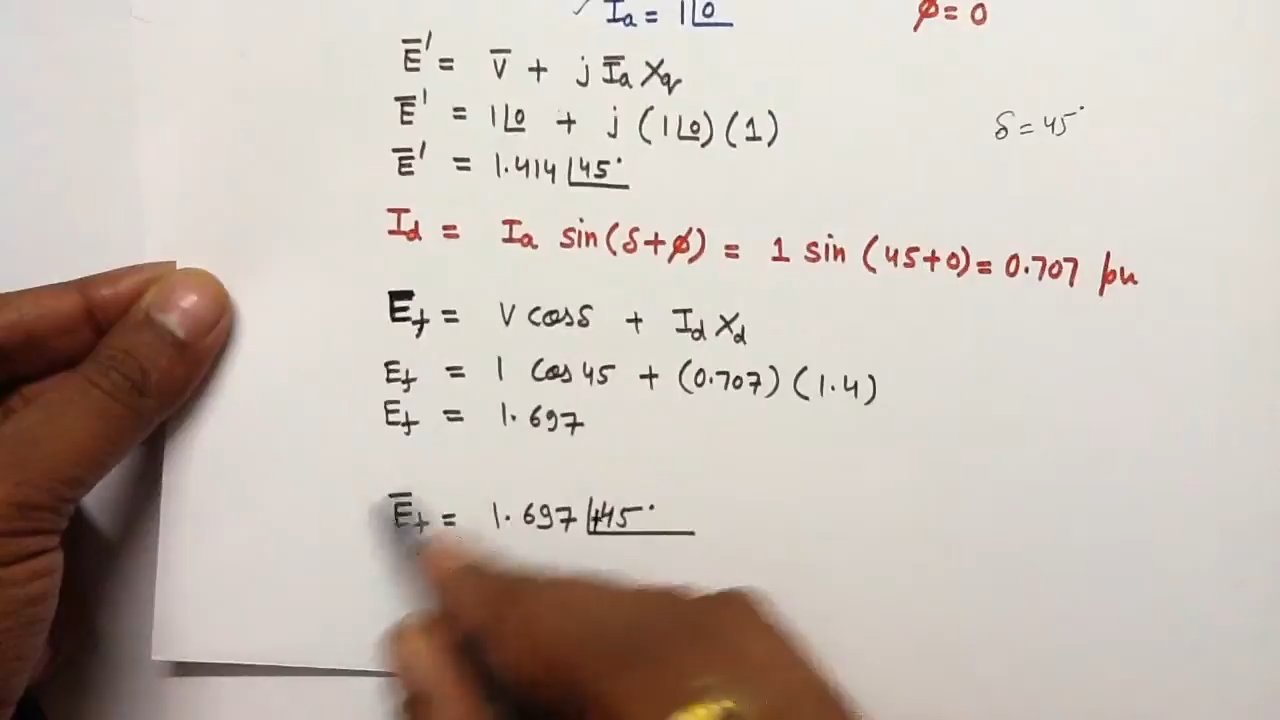 ✓ Ia = 1∠0 φ = 0
E̅' = V̅ + j I̅a Xq
E̅' = 1∠0 + j (1∠0) (1)
δ = 45°
E̅' = 1.414 ∠45°
Id = Ia sin (δ+φ) = 1 sin (45+0) = 0.707 pu
Ef = V cosδ + Id Xd
Ef = 1 Cos 45 + (0.707) (1.4)
Ef = 1.697
E̅f = 1.697 ∠+45°